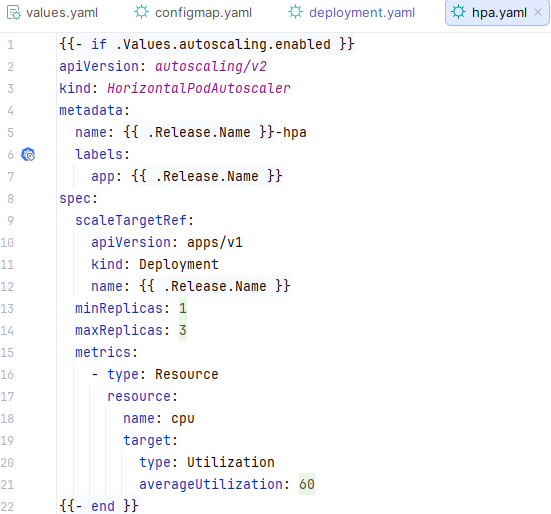 values.yaml configmap.yaml deployment.yaml hpa.yaml
1 {{- if .Values.autoscaling.enabled }}
2 apiVersion: autoscaling/v2
3 kind: HorizontalPodAutoscaler
4 metadata:
5   name: {{ .Release.Name }}-hpa
6   labels:
7     app: {{ .Release.Name }}
8 spec:
9   scaleTargetRef:
10     apiVersion: apps/v1
11     kind: Deployment
12     name: {{ .Release.Name }}
13   minReplicas: 1
14   maxReplicas: 3
15   metrics:
16     - type: Resource
17       resource:
18         name: cpu
19         target:
20           type: Utilization
21           averageUtilization: 60
22 {{- end }}